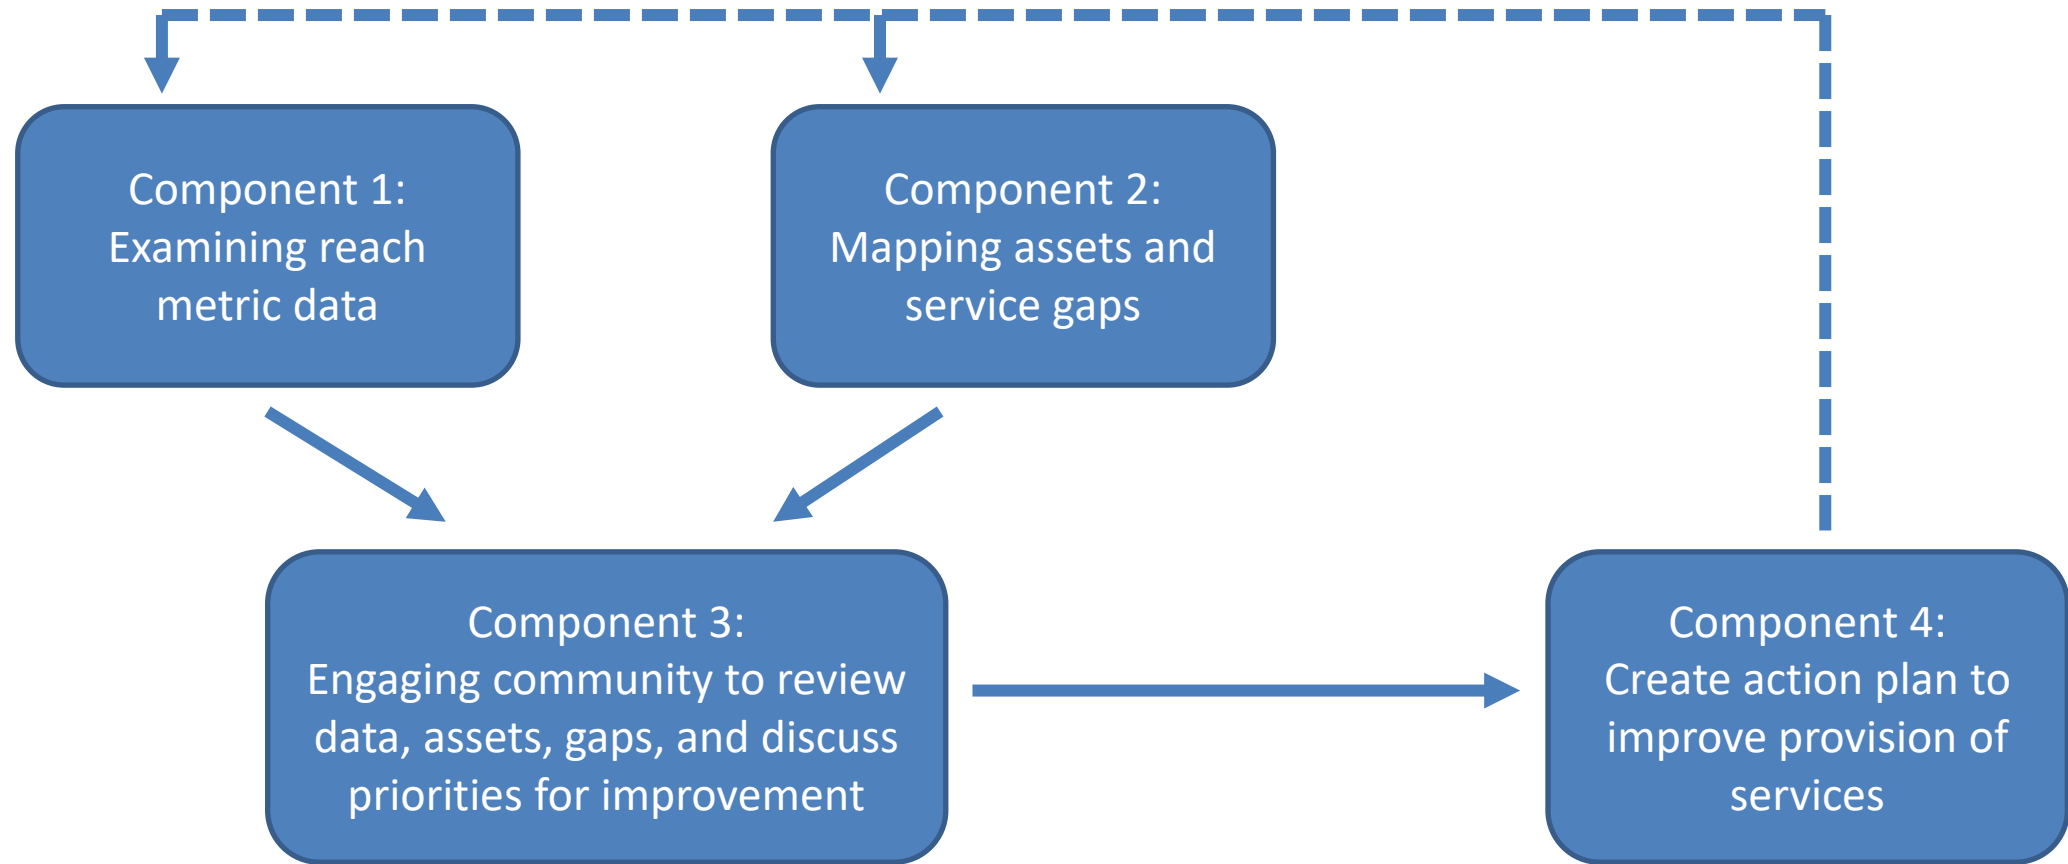 Component 1:
Examining reach
metric data
Component 2:
Mapping assets and
service gaps
Component 3:
Engaging community to review
data, assets, gaps, and discuss
priorities for improvement
Component 4:
Create action plan to
improve provision of
services